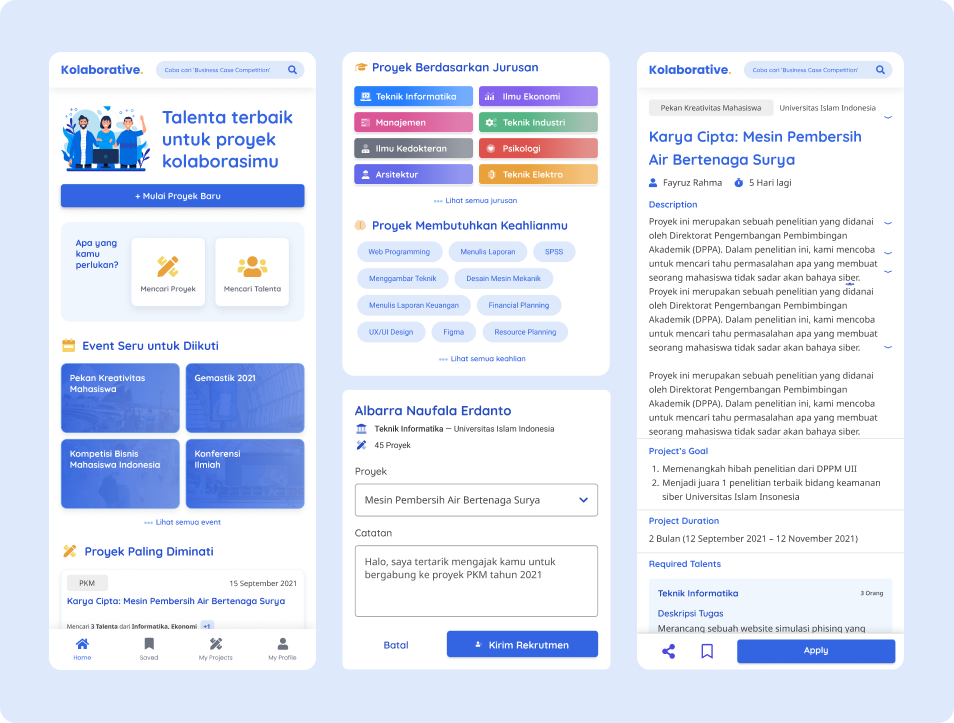 Kolaborative.
Coba cari 'Business Case Competition'
Talenta terbaik
untuk proyek
kolaborasimu
+ Mulai Proyek Baru
Apa yang
kamu
perlukan?
Mencari Proyek
Mencari Talenta
Event Seru untuk Diikuti
Pekan Kreativitas
Mahasiswa
Gemastik 2021
Kompetisi Bisnis
Mahasiswa Indonesia
Konferensi
Ilmiah
Lihat semua event
Proyek Paling Diminati
PKM
15 September 2021
Karya Cipta: Mesin Pembersih Air Bertenaga Surya
Mencari 3 Talenta dari Informatika, Ekonomi +1
Home
Saved
My Projects
My Profile
Proyek Berdasarkan Jurusan
Teknik Informatika
Ilmu Ekonomi
Manajemen
Teknik Industri
Ilmu Kedokteran
Psikologi
Arsitektur
Teknik Elektro
Lihat semua jurusan
Proyek Membutuhkan Keahlianmu
Web Programming
Menulis Laporan
SPSS
Menggambar Teknik
Desain Mesin Mekanik
Menulis Laporan Keuangan
Financial Planning
UX/UI Design
Figma
Resource Planning
Lihat semua keahlian
Albarra Naufala Erdanto
Teknik Informatika — Universitas Islam Indonesia
45 Proyek
Proyek
Mesin Pembersih Air Bertenaga Surya
Catatan
Halo, saya tertarik mengajak kamu untuk
bergabung ke proyek PKM tahun 2021
Batal
Kirim Rekrutmen
Kolaborative.
Coba cari 'Business Case Competition'
Pekan Kreativitas Mahasiswa
Universitas Islam Indonesia
Karya Cipta: Mesin Pembersih
Air Bertenaga Surya
Fayruz Rahma
5 Hari lagi
Description
Proyek ini merupakan sebuah penelitian yang didanai
oleh Direktorat Pengembangan Pembimbingan
Akademik (DPPA). Dalam penelitian ini, kami mencoba
untuk mencari tahu permasalahan apa yang membuat
seorang mahasiswa tidak sadar akan bahaya siber.
Proyek ini merupakan sebuah penelitian yang didanai
oleh Direktorat Pengembangan Pembimbingan
Akademik (DPPA). Dalam penelitian ini, kami mencoba
untuk mencari tahu permasalahan apa yang membuat
seorang mahasiswa tidak sadar akan bahaya siber.
Proyek ini merupakan sebuah penelitian yang didanai
oleh Direktorat Pengembangan Pembimbingan
Akademik (DPPA). Dalam penelitian ini, kami mencoba
untuk mencari tahu permasalahan apa yang membuat
seorang mahasiswa tidak sadar akan bahaya siber.
Project's Goal
1. Memenangkah hibah penelitian dari DPPM UII
2. Menjadi juara 1 penelitian terbaik bidang keamanan
siber Universitas Islam Insonesia
Project Duration
2 Bulan (12 September 2021 – 12 November 2021)
Required Talents
Teknik Informatika
3 Orang
Deskripsi Tugas
Merancang sebuah website simulasi phising yang
Apply